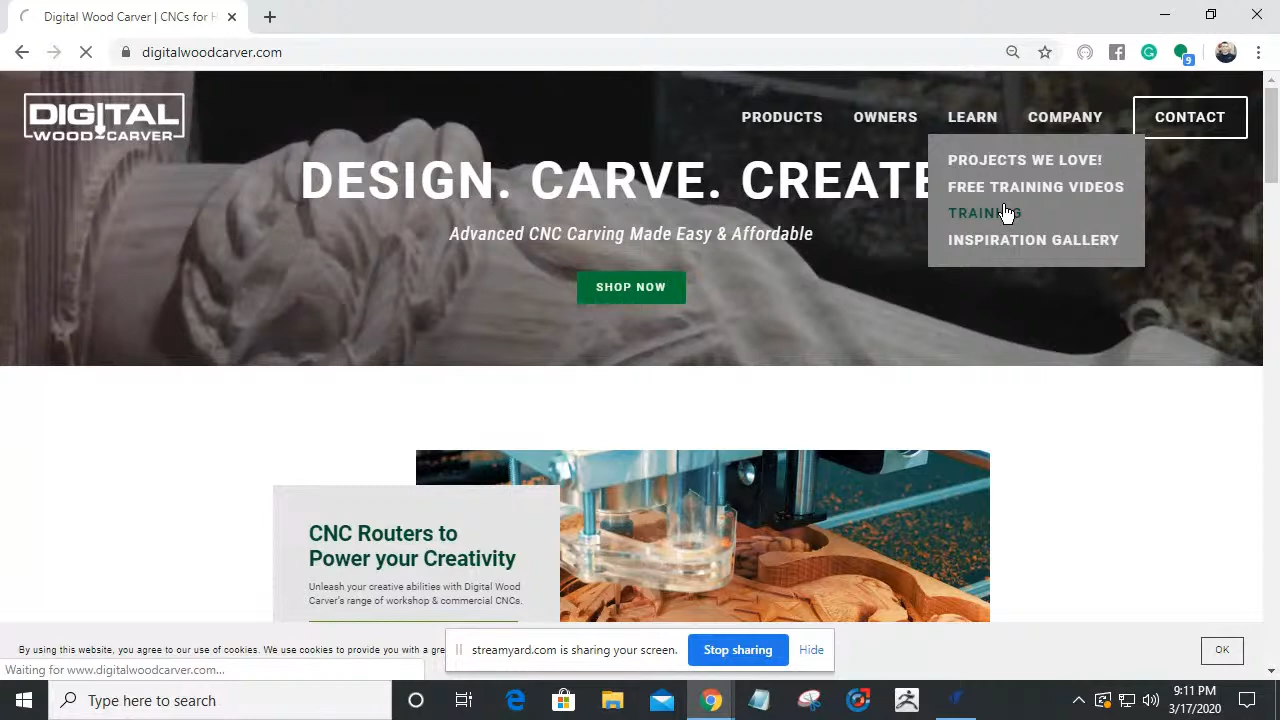 Digital Wood Carver | CNCs for H
digitalwoodcarver.com
9
DIGITAL
WOOD CARVER
PRODUCTS
OWNERS
LEARN
COMPANY
CONTACT
PROJECTS WE LOVE!
FREE TRAINING VIDEOS
TRAINING
INSPIRATION GALLERY
DESIGN. CARVE. CREATE
Advanced CNC Carving Made Easy & Affordable
SHOP NOW
CNC Routers to
Power your Creativity
Unleash your creative abilities with Digital Wood
Carver's range of workshop & commercial CNCs.
By using this website, you agree to our use of cookies. We use cookies to provide you with a gre
OK
streamyard.com is sharing your screen.
Stop sharing
Hide
Waiting for www.digitalwoodcarver.com...
Type here to search
9:11 PM
3/17/2020